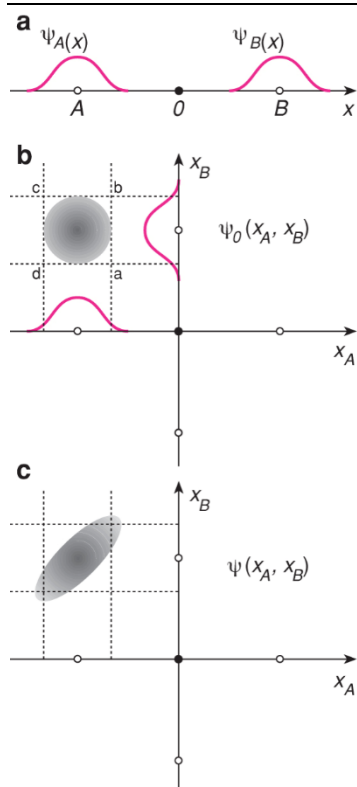 a
ψA(x) ψB(x)
A 0 B x
b
xB
c b
ψ0(xA, xB)
d a
xA
c
xB
ψ(xA, xB)
xA